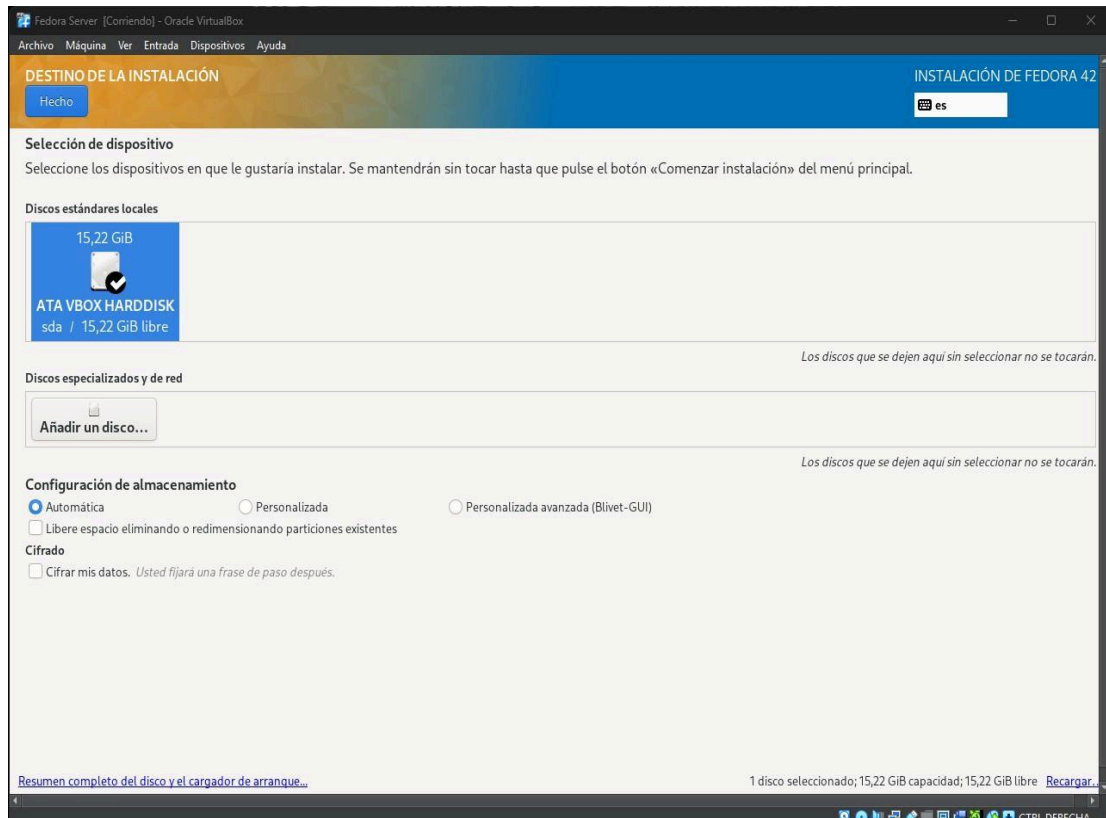 Fedora Server [Corriendo] - Oracle VirtualBox
Archivo Máquina Ver Entrada Dispositivos Ayuda
DESTINO DE LA INSTALACIÓN
INSTALACIÓN DE FEDORA 42
Hecho
es
Selección de dispositivo
Seleccione los dispositivos en que le gustaría instalar. Se mantendrán sin tocar hasta que pulse el botón «Comenzar instalación» del menú principal.
Discos estándares locales
15,22 GiB
ATA VBOX HARDDISK
sda / 15,22 GiB libre
Los discos que se dejen aquí sin seleccionar no se tocarán.
Discos especializados y de red
Añadir un disco...
Los discos que se dejen aquí sin seleccionar no se tocarán.
Configuración de almacenamiento
Automática Personalizada Personalizada avanzada (Blivet-GUI)
Libere espacio eliminando o redimensionando particiones existentes
Cifrado
Cifrar mis datos. Usted fijará una frase de paso después.
Resumen completo del disco y el cargador de arranque...
1 disco seleccionado; 15,22 GiB capacidad; 15,22 GiB libre Recargar...
CTRL DERECHA